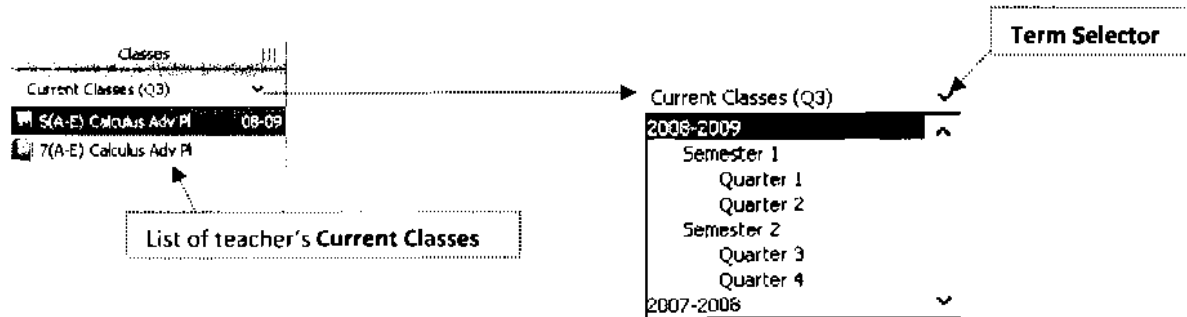 Classes
Current Classes (Q3)
5(A-E) Calculus Adv Pl 08-09
7(A-E) Calculus Adv Pl
List of teacher's Current Classes
Term Selector
Current Classes (Q3)
2008-2009
Semester 1
Quarter 1
Quarter 2
Semester 2
Quarter 3
Quarter 4
2007-2008